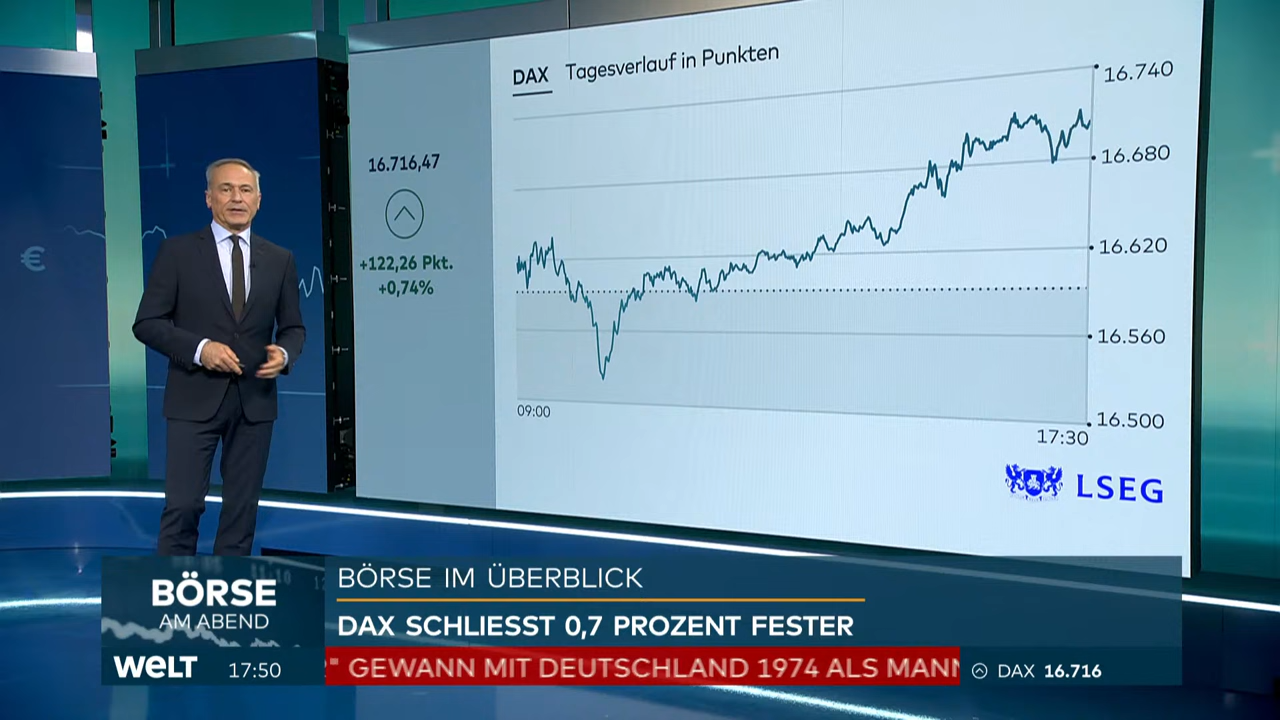 DAX Tagesverlauf in Punkten
16.740
16.716,47
16.680
+122,26 Pkt.
+0,74%
€
16.620
16.560
16.500
09:00
17:30
LSEG
BÖRSE
AM ABEND
BÖRSE IM ÜBERBLICK
DAX SCHLIESST 0,7 PROZENT FESTER
WELT 17:50
" GEWANN MIT DEUTSCHLAND 1974 ALS MANN
DAX 16.716